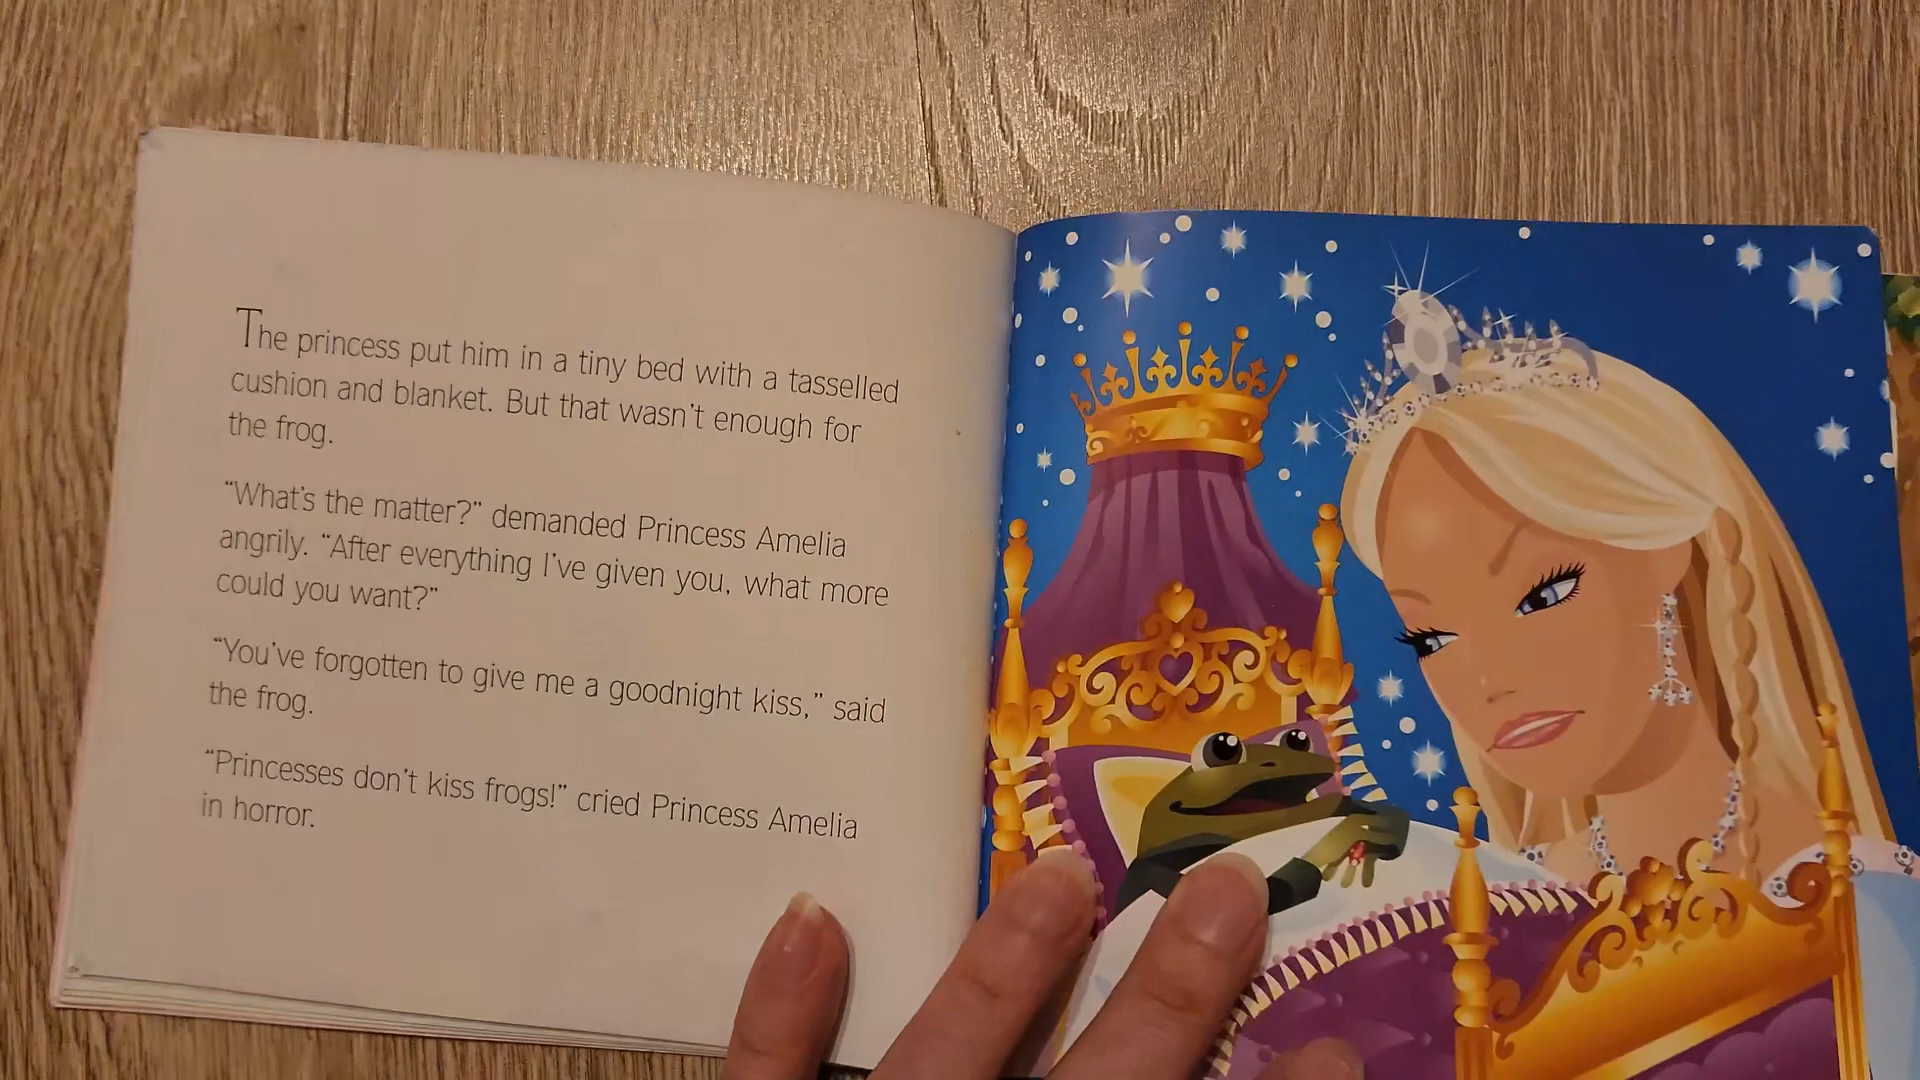 The princess put him in a tiny bed with a tasselled
cushion and blanket. But that wasn't enough for
the frog.
“What's the matter?” demanded Princess Amelia
angrily. “After everything I've given you, what more
could you want?”
“You've forgotten to give me a goodnight kiss,” said
the frog.
“Princesses don't kiss frogs!” cried Princess Amelia
in horror.